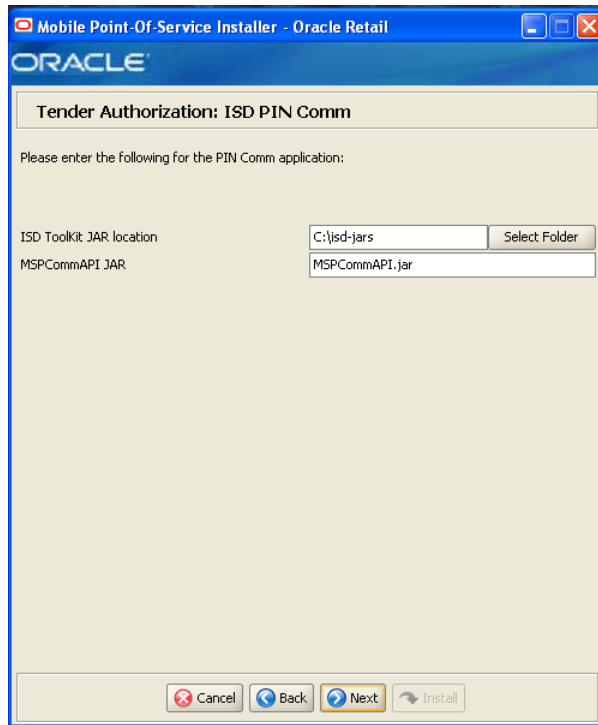 Mobile Point-Of-Service Installer - Oracle Retail
ORACLE
Tender Authorization: ISD PIN Comm
Please enter the following for the PIN Comm application:
ISD ToolKit JAR location C:\isd-jars Select Folder
MSPCommAPI JAR MSPCommAPI.jar
Cancel Back Next Install